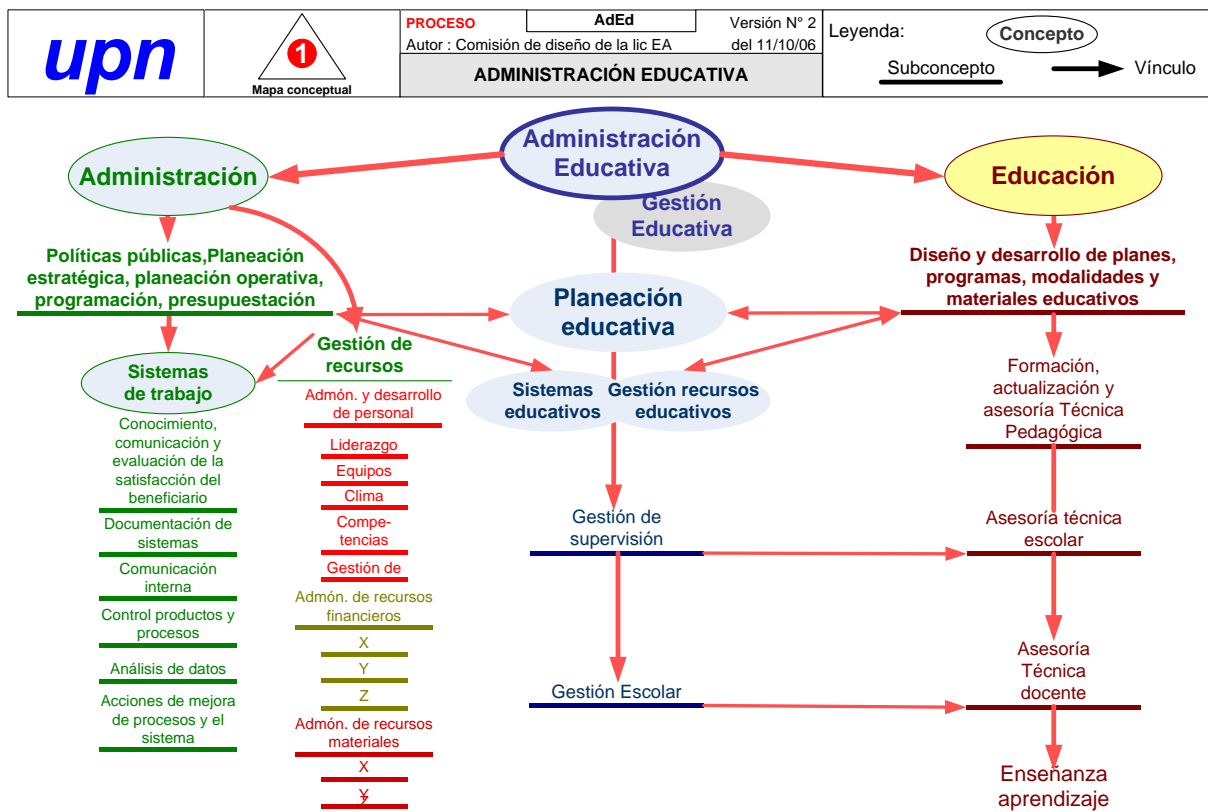 upn
1
Mapa conceptual
PROCESO
AdEd
Versión N° 2
Autor : Comisión de diseño de la lic EA
del 11/10/06
ADMINISTRACIÓN EDUCATIVA
Leyenda:
Concepto
Subconcepto
Vínculo
Administración
Educativa
Gestión
Educativa
Administración
Políticas públicas,Planeación
estratégica, planeación operativa,
programación, presupuestación
Sistemas
de trabajo
Conocimiento,
comunicación y
evaluación de la
satisfacción del
beneficiario
Documentación de
sistemas
Comunicación
interna
Control productos y
procesos
Análisis de datos
Acciones de mejora
de procesos y el
sistema
Gestión de
recursos
Admón. y desarrollo
de personal
Liderazgo
Equipos
Clima
Compe-
tencias
Gestión de
Admón. de recursos
financieros
X
Y
Z
Admón. de recursos
materiales
X
Y
Z
Planeación
educativa
Sistemas
educativos
Gestión recursos
educativos
Gestión de
supervisión
Gestión Escolar
Educación
Diseño y desarrollo de planes,
programas, modalidades y
materiales educativos
Formación,
actualización y
asesoría Técnica
Pedagógica
Asesoría técnica
escolar
Asesoría
Técnica
docente
Enseñanza
aprendizaje